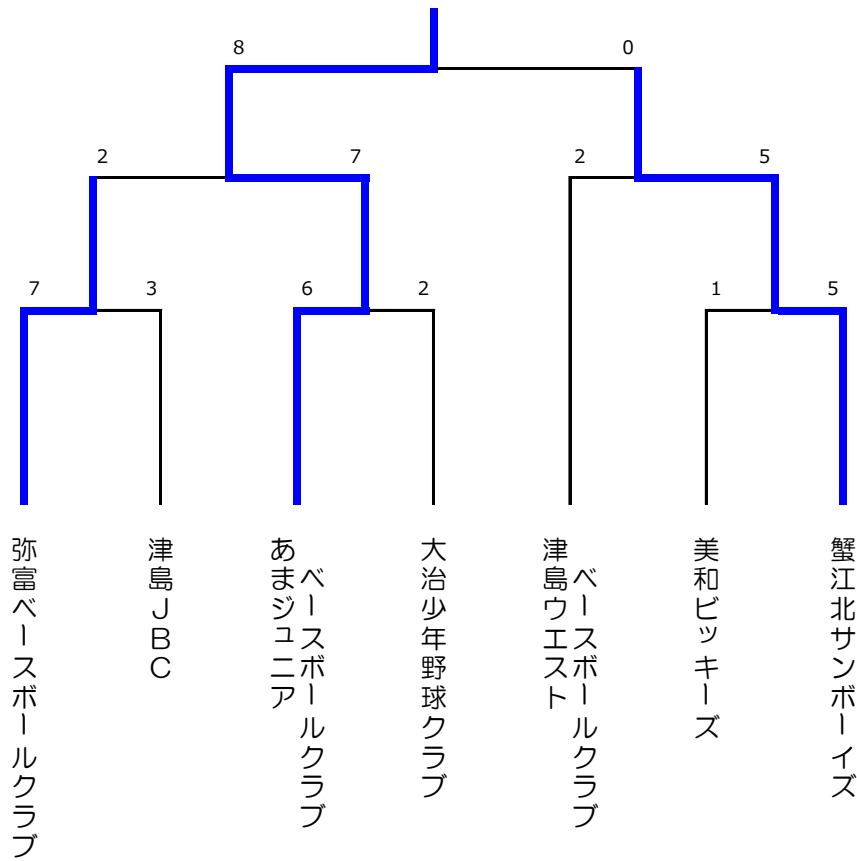 8 0
2 7 2 5
7 3 6 2 1 5
弥富ベースボールクラブ
津島JBC
あまジュニア
ベースボールクラブ
大治少年野球クラブ
津島ウエスト
ベースボールクラブ
美和ビッキーズ
蟹江北サンボーイズ